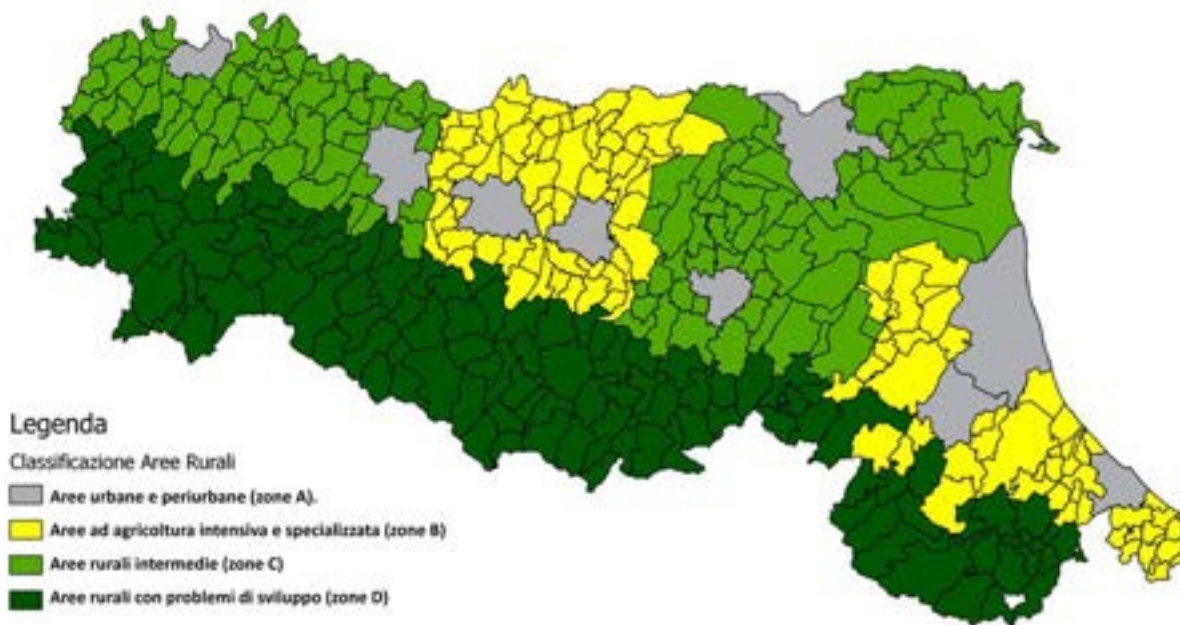 Legenda
Classificazione Aree Rurali
Aree urbane e periurbane (zone A).
Aree ad agricoltura intensiva e specializzata (zone B)
Aree rurali intermedie (zone C)
Aree rurali con problemi di sviluppo (zone D)